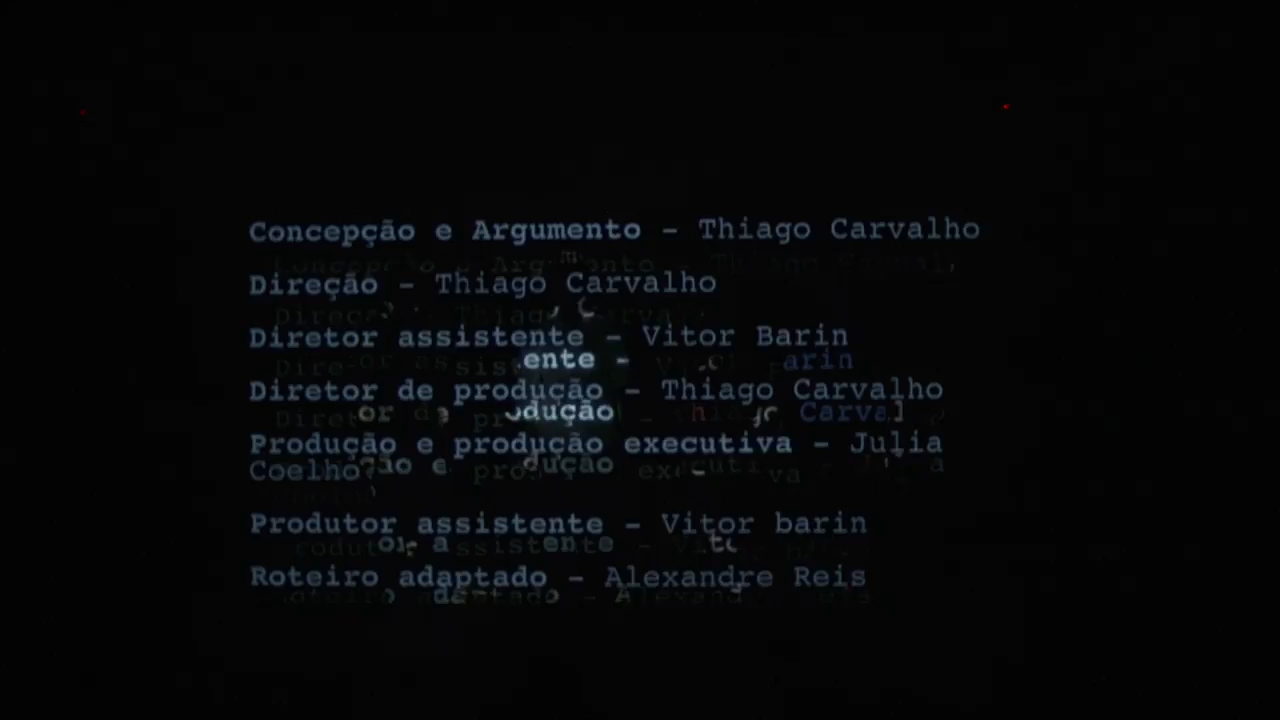 Concepção e Argumento - Thiago Carvalho
Direção - Thiago Carvalho
Diretor assistente - Vitor Barin
Diretor de produção - Thiago Carvalho
Produção e produção executiva - Julia
Coelho
Produtor assistente - Vitor barin
Roteiro adaptado - Alexandre Reis